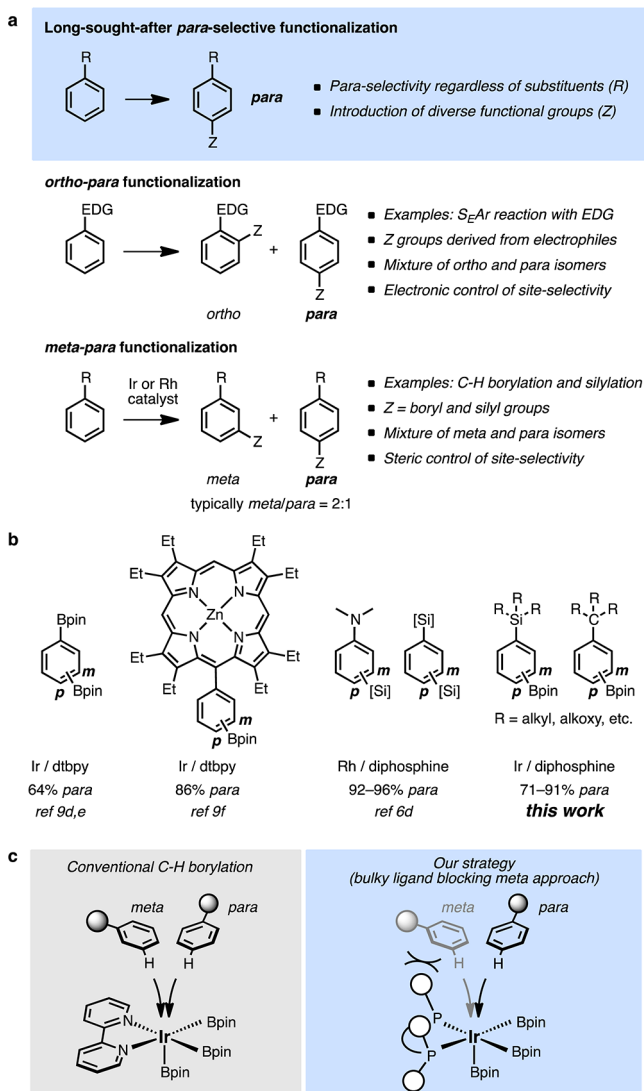 a
Long-sought-after para-selective functionalization
R
R
para
Z
Para-selectivity regardless of substituents (R)
Introduction of diverse functional groups (Z)
ortho-para functionalization
EDG
EDG
Z
+
EDG
Z
ortho
para
Examples: SEAr reaction with EDG
Z groups derived from electrophiles
Mixture of ortho and para isomers
Electronic control of site-selectivity
meta-para functionalization
R
Ir or Rh
catalyst
R
Z
+
R
Z
meta
para
typically meta/para = 2:1
Examples: C-H borylation and silylation
Z = boryl and silyl groups
Mixture of meta and para isomers
Steric control of site-selectivity
b
Bpin
m
p
Bpin
Ir / dtbpy
64% para
ref 9d,e
Et
Et
Et
Et
N
N
Zn
N
N
Et
Et
Et
Et
m
p
Bpin
Ir / dtbpy
86% para
ref 9f
N
m
p
[Si]
[Si]
m
p
[Si]
Rh / diphosphine
92–96% para
ref 6d
R
R
Si
R
m
p
Bpin
R
R
C
R
m
p
Bpin
R = alkyl, alkoxy, etc.
Ir / diphosphine
71–91% para
this work
c
Conventional C-H borylation
meta
para
H
H
N
N
Ir
Bpin
Bpin
Bpin
Our strategy
(bulky ligand blocking meta approach)
meta
para
H
H
P
P
Ir
Bpin
Bpin
Bpin